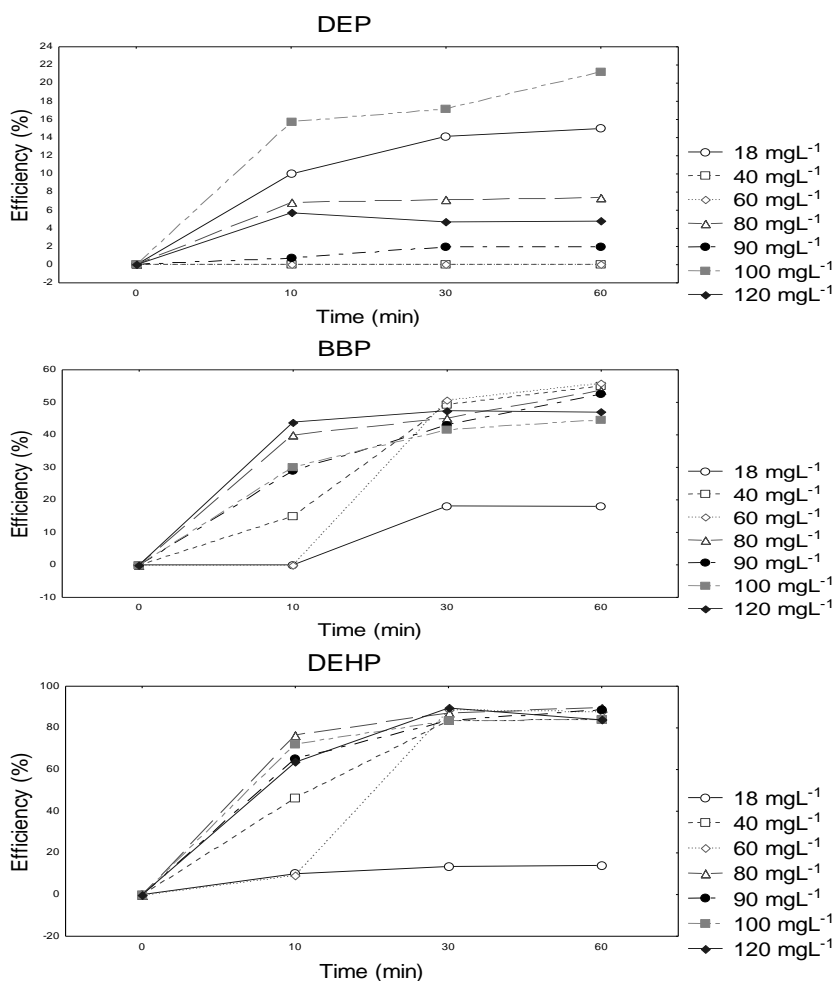 DEP
24
22
20
18
16
14
12
10
8
6
4
2
0
-2
Efficiency (%)
0 10 30 60
Time (min)
18 mgL-1
40 mgL-1
60 mgL-1
80 mgL-1
90 mgL-1
100 mgL-1
120 mgL-1
BBP
60
50
40
30
20
10
0
-10
Efficiency (%)
0 10 30 60
Time (min)
18 mgL-1
40 mgL-1
60 mgL-1
80 mgL-1
90 mgL-1
100 mgL-1
120 mgL-1
DEHP
100
80
60
40
20
0
-20
Efficiency (%)
0 10 30 60
Time (min)
18 mgL-1
40 mgL-1
60 mgL-1
80 mgL-1
90 mgL-1
100 mgL-1
120 mgL-1